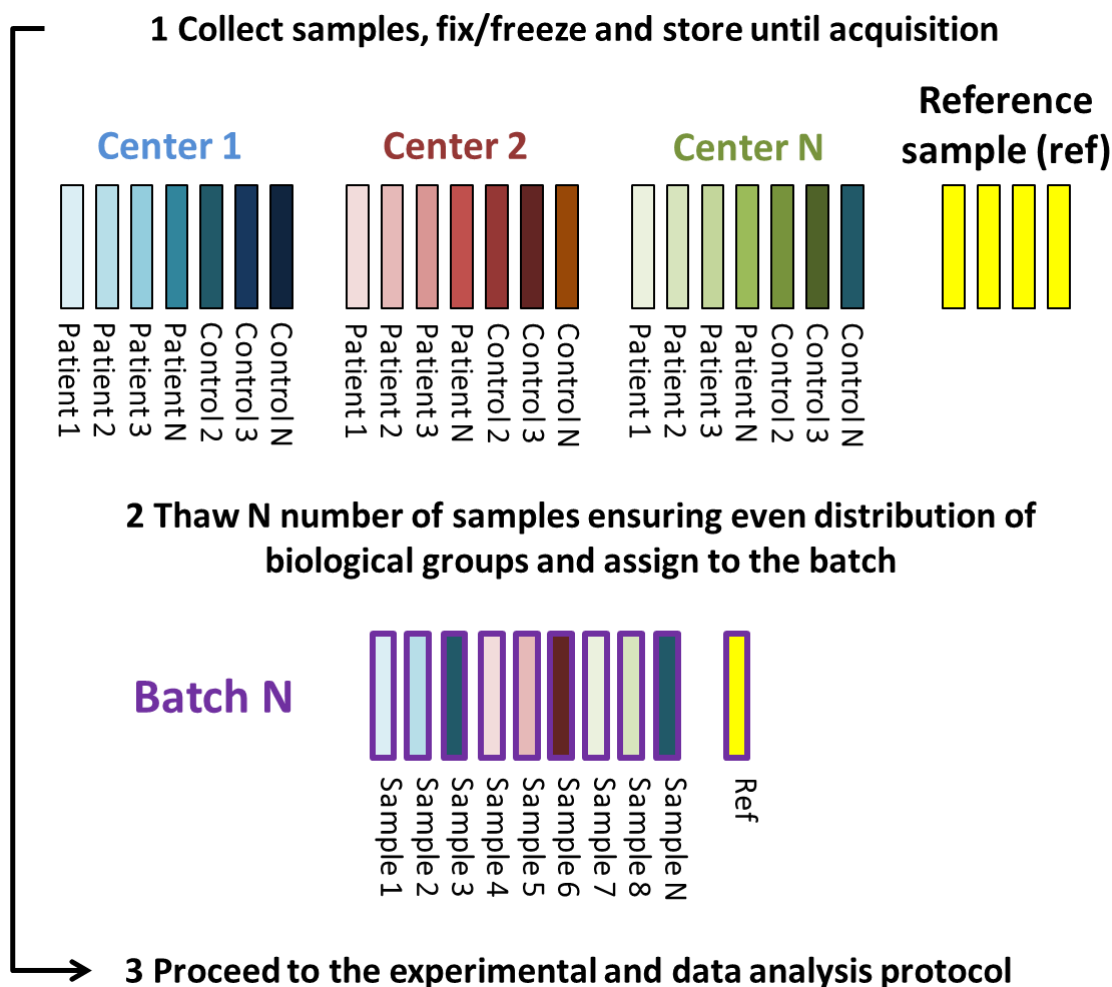 1 Collect samples, fix/freeze and store until acquisition
Center 1
Center 2
Center N
Reference
sample (ref)
Patient 1
Patient 2
Patient 3
Patient N
Control 2
Control 3
Control N
Patient 1
Patient 2
Patient 3
Patient N
Control 2
Control 3
Control N
Patient 1
Patient 2
Patient 3
Patient N
Control 2
Control 3
Control N
2 Thaw N number of samples ensuring even distribution of
biological groups and assign to the batch
Batch N
Sample 1
Sample 2
Sample 3
Sample 4
Sample 5
Sample 6
Sample 7
Sample 8
Sample N
Ref
3 Proceed to the experimental and data analysis protocol